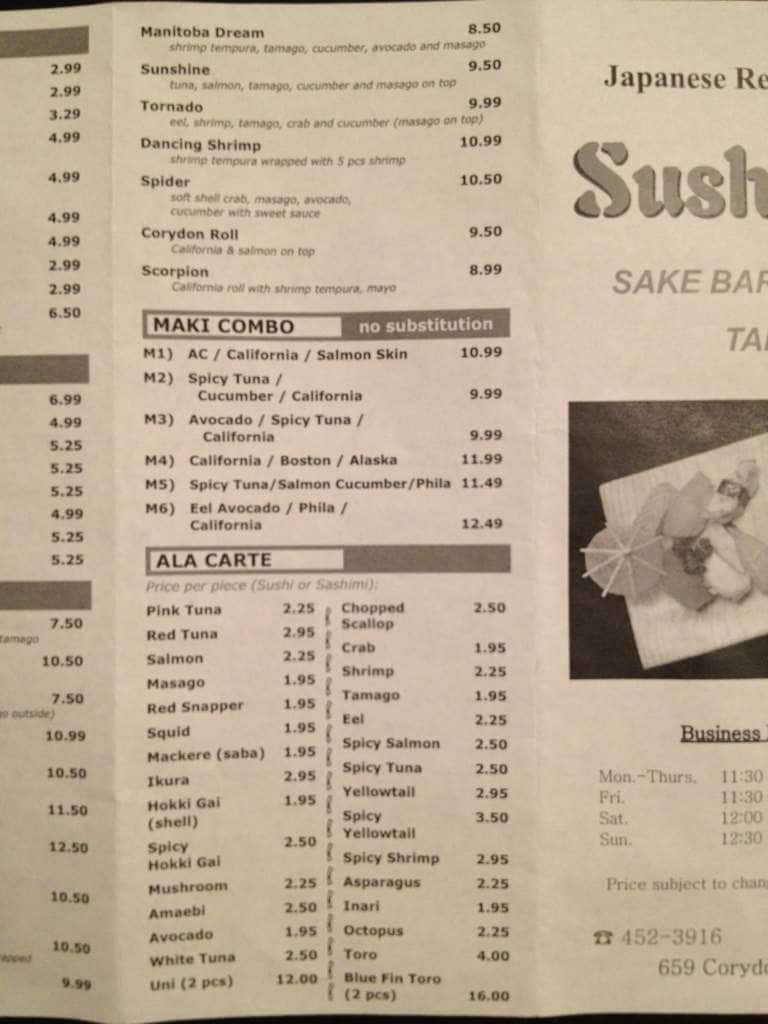 2.99
2.99
3.29
4.99
4.99
4.99
4.99
2.99
2.99
6.50
6.99
4.99
5.25
5.25
5.25
4.99
5.25
5.25
7.50
tamago
10.50
7.50
outside)
10.99
10.50
11.50
12.50
10.50
10.50
9.99
Manitoba Dream 8.50
shrimp tempura, tamago, cucumber, avocado and masago
Sunshine 9.50
tuna, salmon, tamago, cucumber and masago on top
Tornado 9.99
eel, shrimp, tamago, crab and cucumber (masago on top)
Dancing Shrimp 10.99
shrimp tempura wrapped with 5 pcs shrimp
Spider 10.50
soft shell crab, masago, avocado,
cucumber with sweet sauce
Corydon Roll 9.50
California & salmon on top
Scorpion 8.99
California roll with shrimp tempura, mayo
MAKI COMBO no substitution
M1) AC / California / Salmon Skin 10.99
M2) Spicy Tuna /
Cucumber / California 9.99
M3) Avocado / Spicy Tuna /
California 9.99
M4) California / Boston / Alaska 11.99
M5) Spicy Tuna/Salmon Cucumber/Phila 11.49
M6) Eel Avocado / Phila /
California 12.49
ALA CARTE
Price per piece (Sushi or Sashimi):
Pink Tuna 2.25
Red Tuna 2.95
Salmon 2.25
Masago 1.95
Red Snapper 1.95
Squid 1.95
Mackere (saba) 1.95
Ikura 2.95
Hokki Gai 1.95
(shell)
Spicy 2.50
Hokki Gai
Mushroom 2.25
Amaebi 2.50
Avocado 1.95
White Tuna 2.50
Uni (2 pcs) 12.00
Chopped 2.50
Scallop
Crab 1.95
Shrimp 2.25
Tamago 1.95
Eel 2.25
Spicy Salmon 2.50
Spicy Tuna 2.50
Yellowtail 2.95
Spicy 3.50
Yellowtail
Spicy Shrimp 2.95
Asparagus 2.25
Inari 1.95
Octopus 2.25
Toro 4.00
Blue Fin Toro
(2 pcs) 16.00
Japanese Re
Sush
SAKE BAR
TA
Business
Mon.-Thurs. 11:30
Fri. 11:30
Sat. 12:00
Sun. 12:30
Price subject to chan
☎ 452-3916
659 Corydo